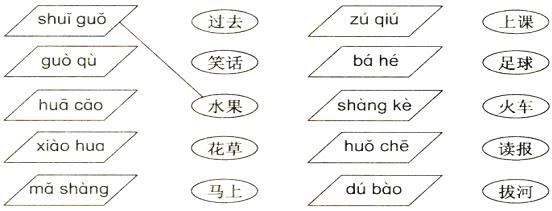 shuǐ guǒ 过去 zú qiú 上课
guò qù 笑话 bá hé 足球
huā cǎo 水果 shàng kè 火车
xiào hua 花草 huǒ chē 读报
mǎ shàng 马上 dú bào 拔河